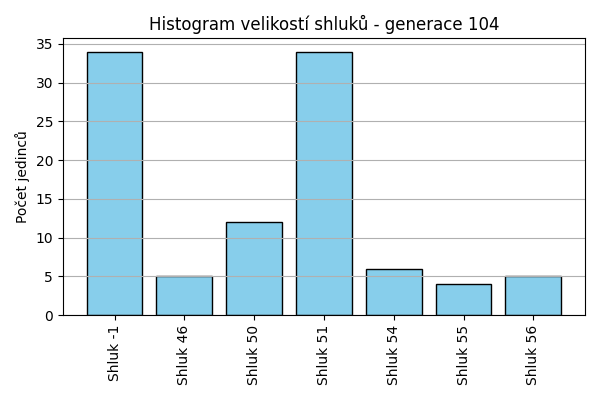 Histogram velikostí shluků - generace 104
Počet jedinců
35
30
25
20
15
10
5
0
Shluk -1
Shluk 46
Shluk 50
Shluk 51
Shluk 54
Shluk 55
Shluk 56